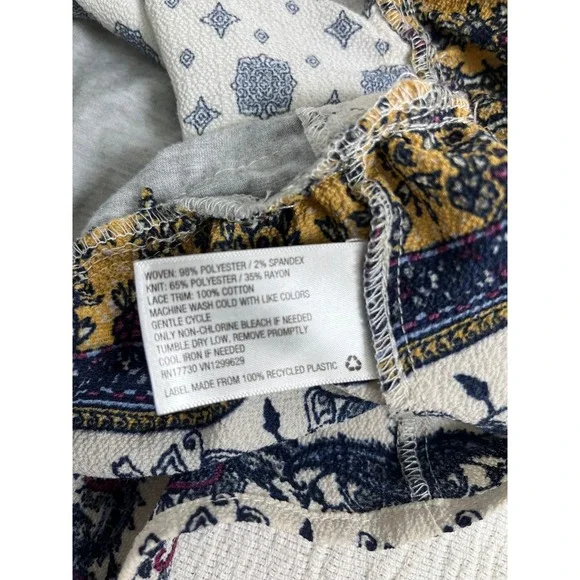 WOVEN: 98% POLYESTER / 2% SPANDEX
KNIT: 65% POLYESTER / 35% RAYON
LACE TRIM: 100% COTTON
MACHINE WASH COLD WITH LIKE COLORS
GENTLE CYCLE
ONLY NON-CHLORINE BLEACH IF NEEDED
TUMBLE DRY LOW, REMOVE PROMPTLY
COOL IRON IF NEEDED
RN17730 VN1299629
LABEL MADE FROM 100% RECYCLED PLASTIC